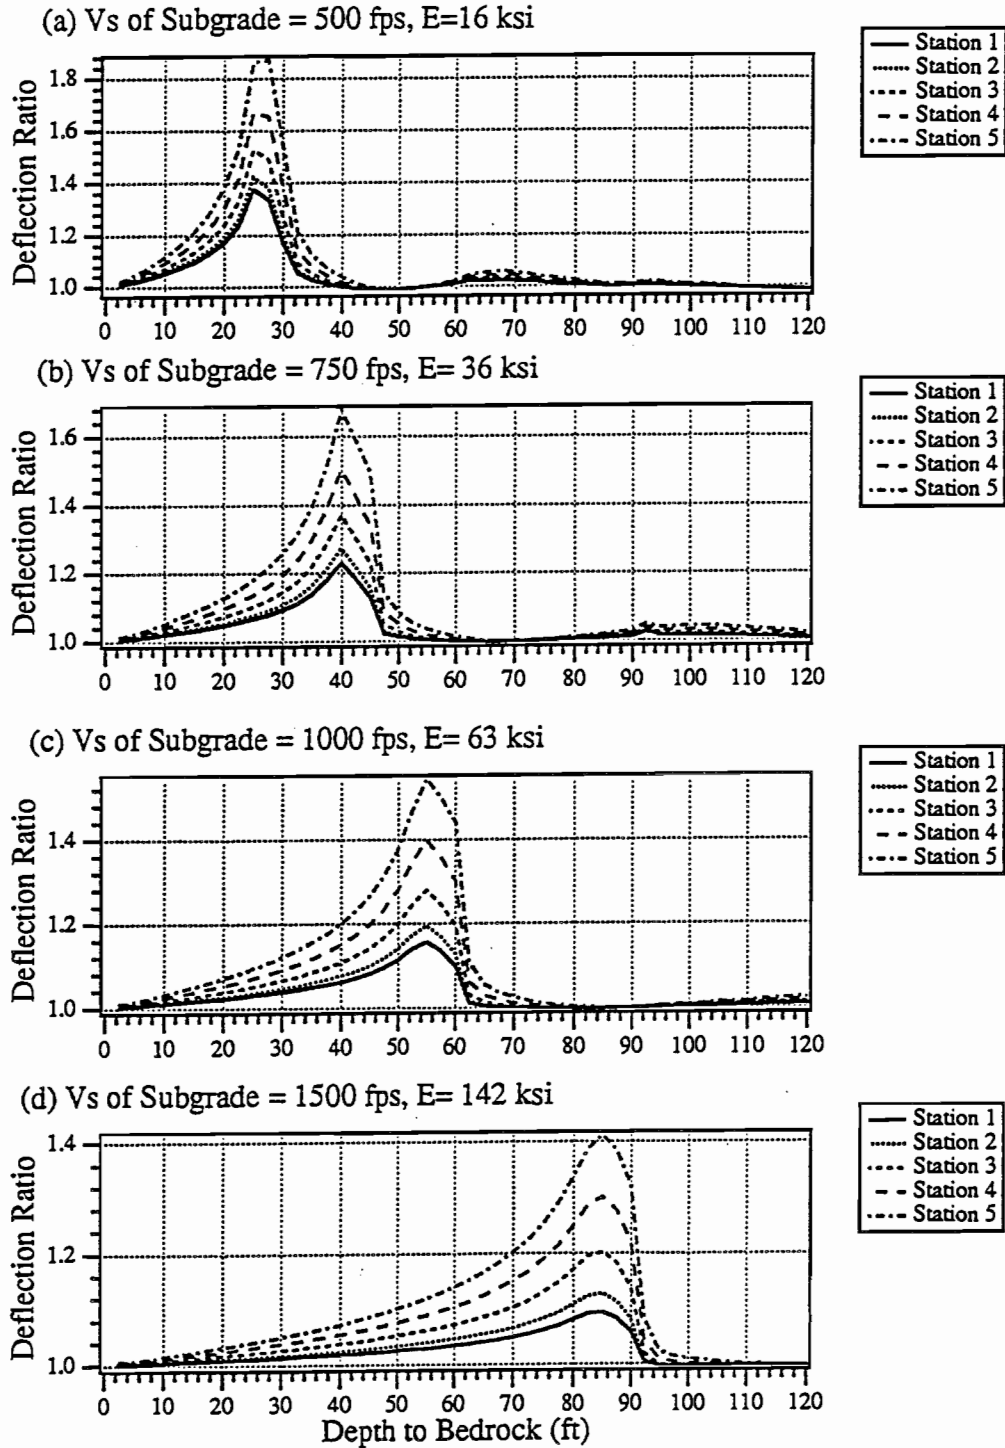 (a) Vs of Subgrade = 500 fps, E=16 ksi
Deflection Ratio
1.8
1.6
1.4
1.2
1.0
0 10 20 30 40 50 60 70 80 90 100 110 120
Station 1
Station 2
Station 3
Station 4
Station 5
(b) Vs of Subgrade = 750 fps, E= 36 ksi
Deflection Ratio
1.6
1.4
1.2
1.0
0 10 20 30 40 50 60 70 80 90 100 110 120
Station 1
Station 2
Station 3
Station 4
Station 5
(c) Vs of Subgrade = 1000 fps, E= 63 ksi
Deflection Ratio
1.4
1.2
1.0
0 10 20 30 40 50 60 70 80 90 100 110 120
Station 1
Station 2
Station 3
Station 4
Station 5
(d) Vs of Subgrade = 1500 fps, E= 142 ksi
Deflection Ratio
1.4
1.2
1.0
0 10 20 30 40 50 60 70 80 90 100 110 120
Depth to Bedrock (ft)
Station 1
Station 2
Station 3
Station 4
Station 5